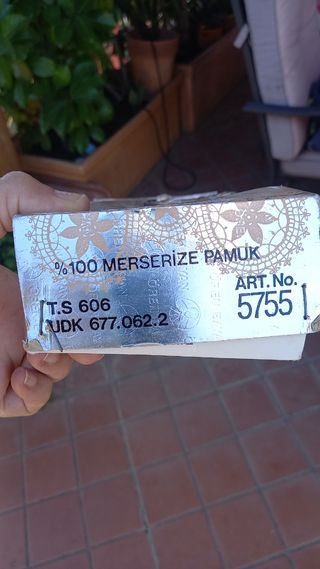 %100 MERSERİZE PAMUK
T.S 606
UDK 677.062.2
ART. No.
5755